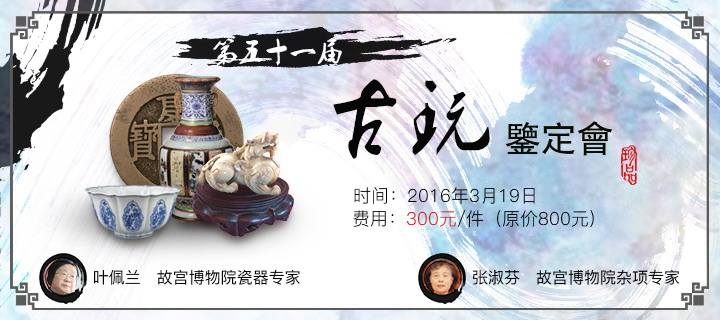 第五十一届
古玩鑒定會
珍品
时间：2016年3月19日
费用：300元/件（原价800元）
叶佩兰 故宫博物院瓷器专家
张淑芬 故宫博物院杂项专家